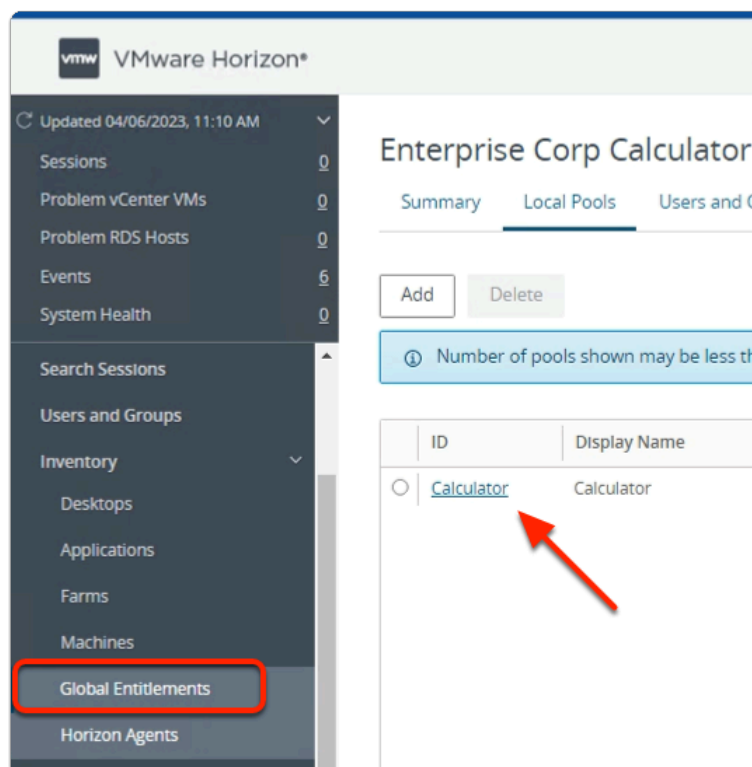 vmw VMware Horizon®
Updated 04/06/2023, 11:10 AM
Sessions 0
Problem vCenter VMs 0
Problem RDS Hosts 0
Events 6
System Health 0
Search Sessions
Users and Groups
Inventory
Desktops
Applications
Farms
Machines
Global Entitlements
Horizon Agents
Enterprise Corp Calculator
Summary Local Pools Users and
Add Delete
Number of pools shown may be less
ID Display Name
Calculator Calculator